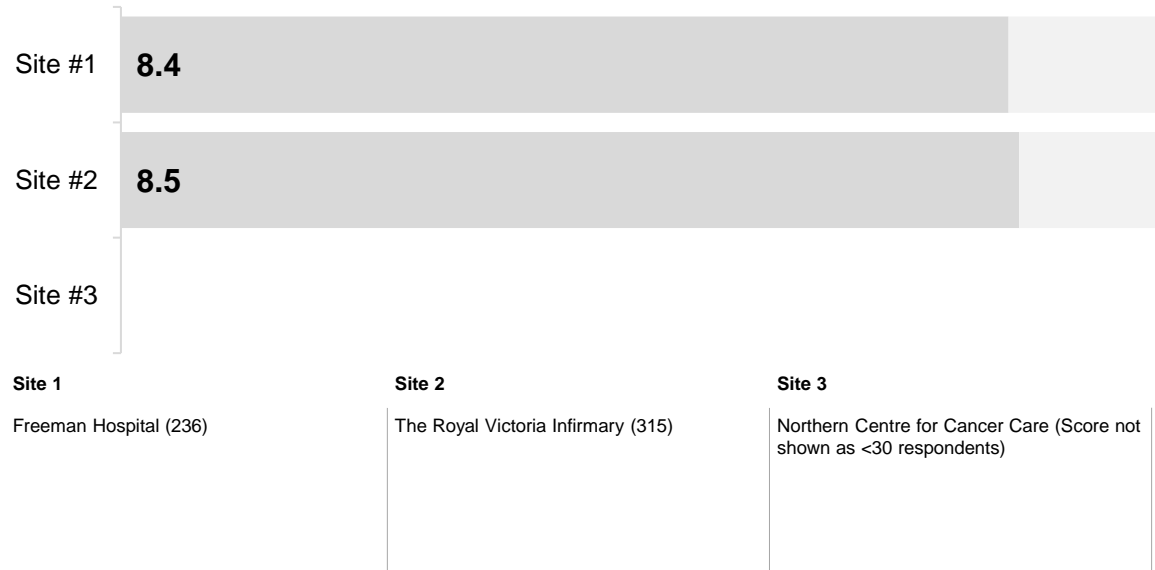 Site #1
8.4
Site #2
8.5
Site #3
Site 1
Site 2
Site 3
Freeman Hospital (236)
The Royal Victoria Infirmary (315)
Northern Centre for Cancer Care (Score not
shown as <30 respondents)